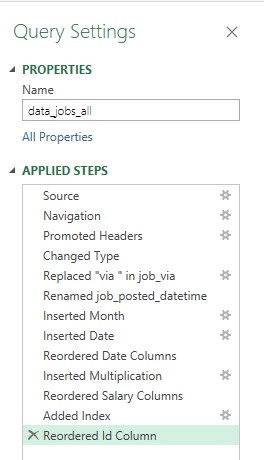 Query Settings
PROPERTIES
Name
data_jobs_all
All Properties
APPLIED STEPS
Source
Navigation
Promoted Headers
Changed Type
Replaced "via " in job_via
Renamed job_posted_datetime
Inserted Month
Inserted Date
Reordered Date Columns
Inserted Multiplication
Reordered Salary Columns
Added Index
Reordered Id Column